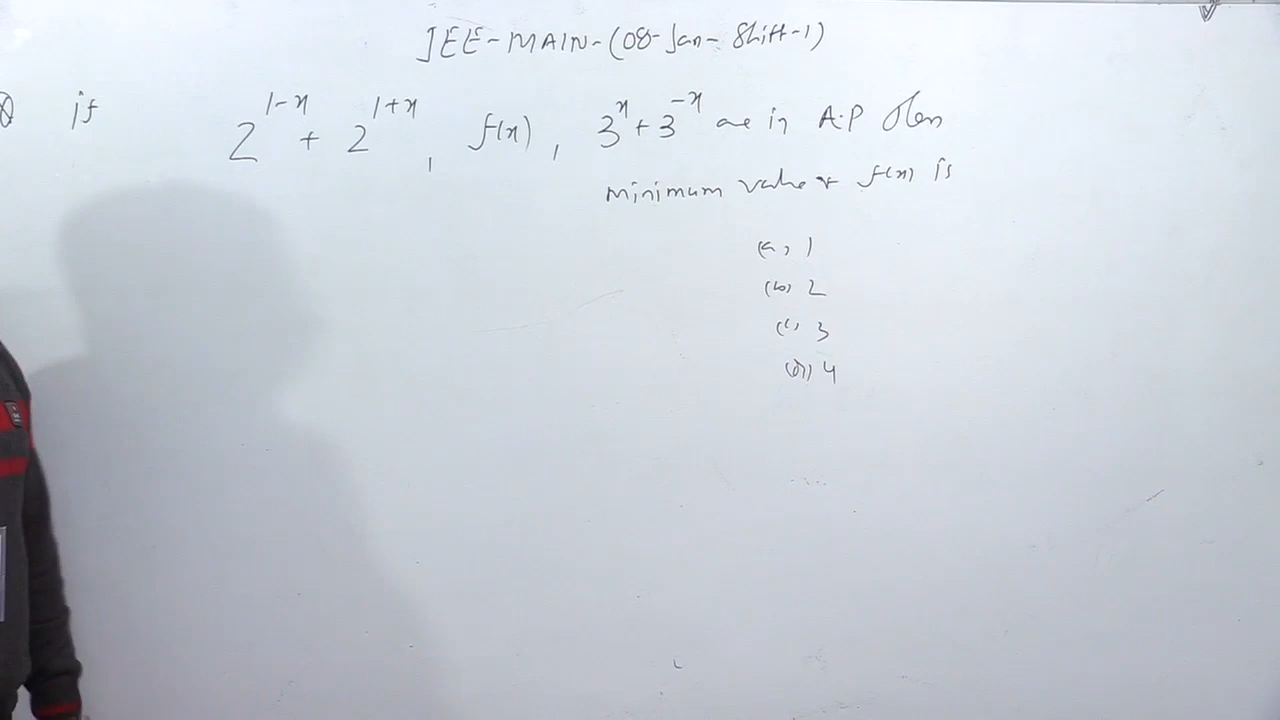 JEE-MAIN-(08-Jan-Shift-1)
Q if 2^{1-x} + 2^{1+x}, f(x), 3^x + 3^{-x} are in A.P then
minimum value of f(x) is
(a) 1
(b) 2
(c) 3
(d) 4